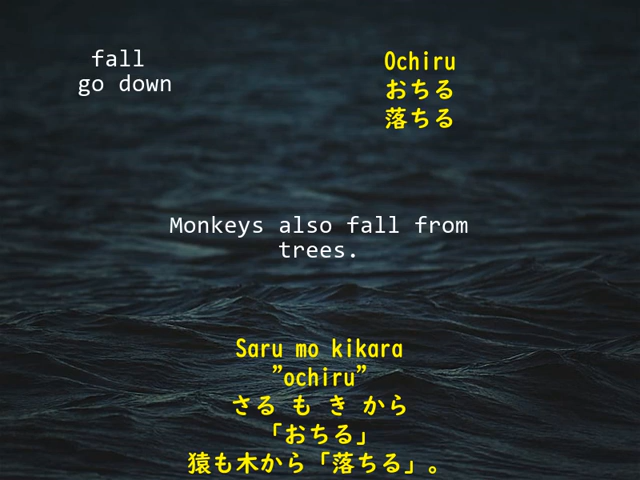 fall
go down
Ochiru
おちる
落ちる
Monkeys also fall from
trees.
Saru mo kikara
”ochiru”
さる も き から
「おちる」
猿も木から「落ちる」。